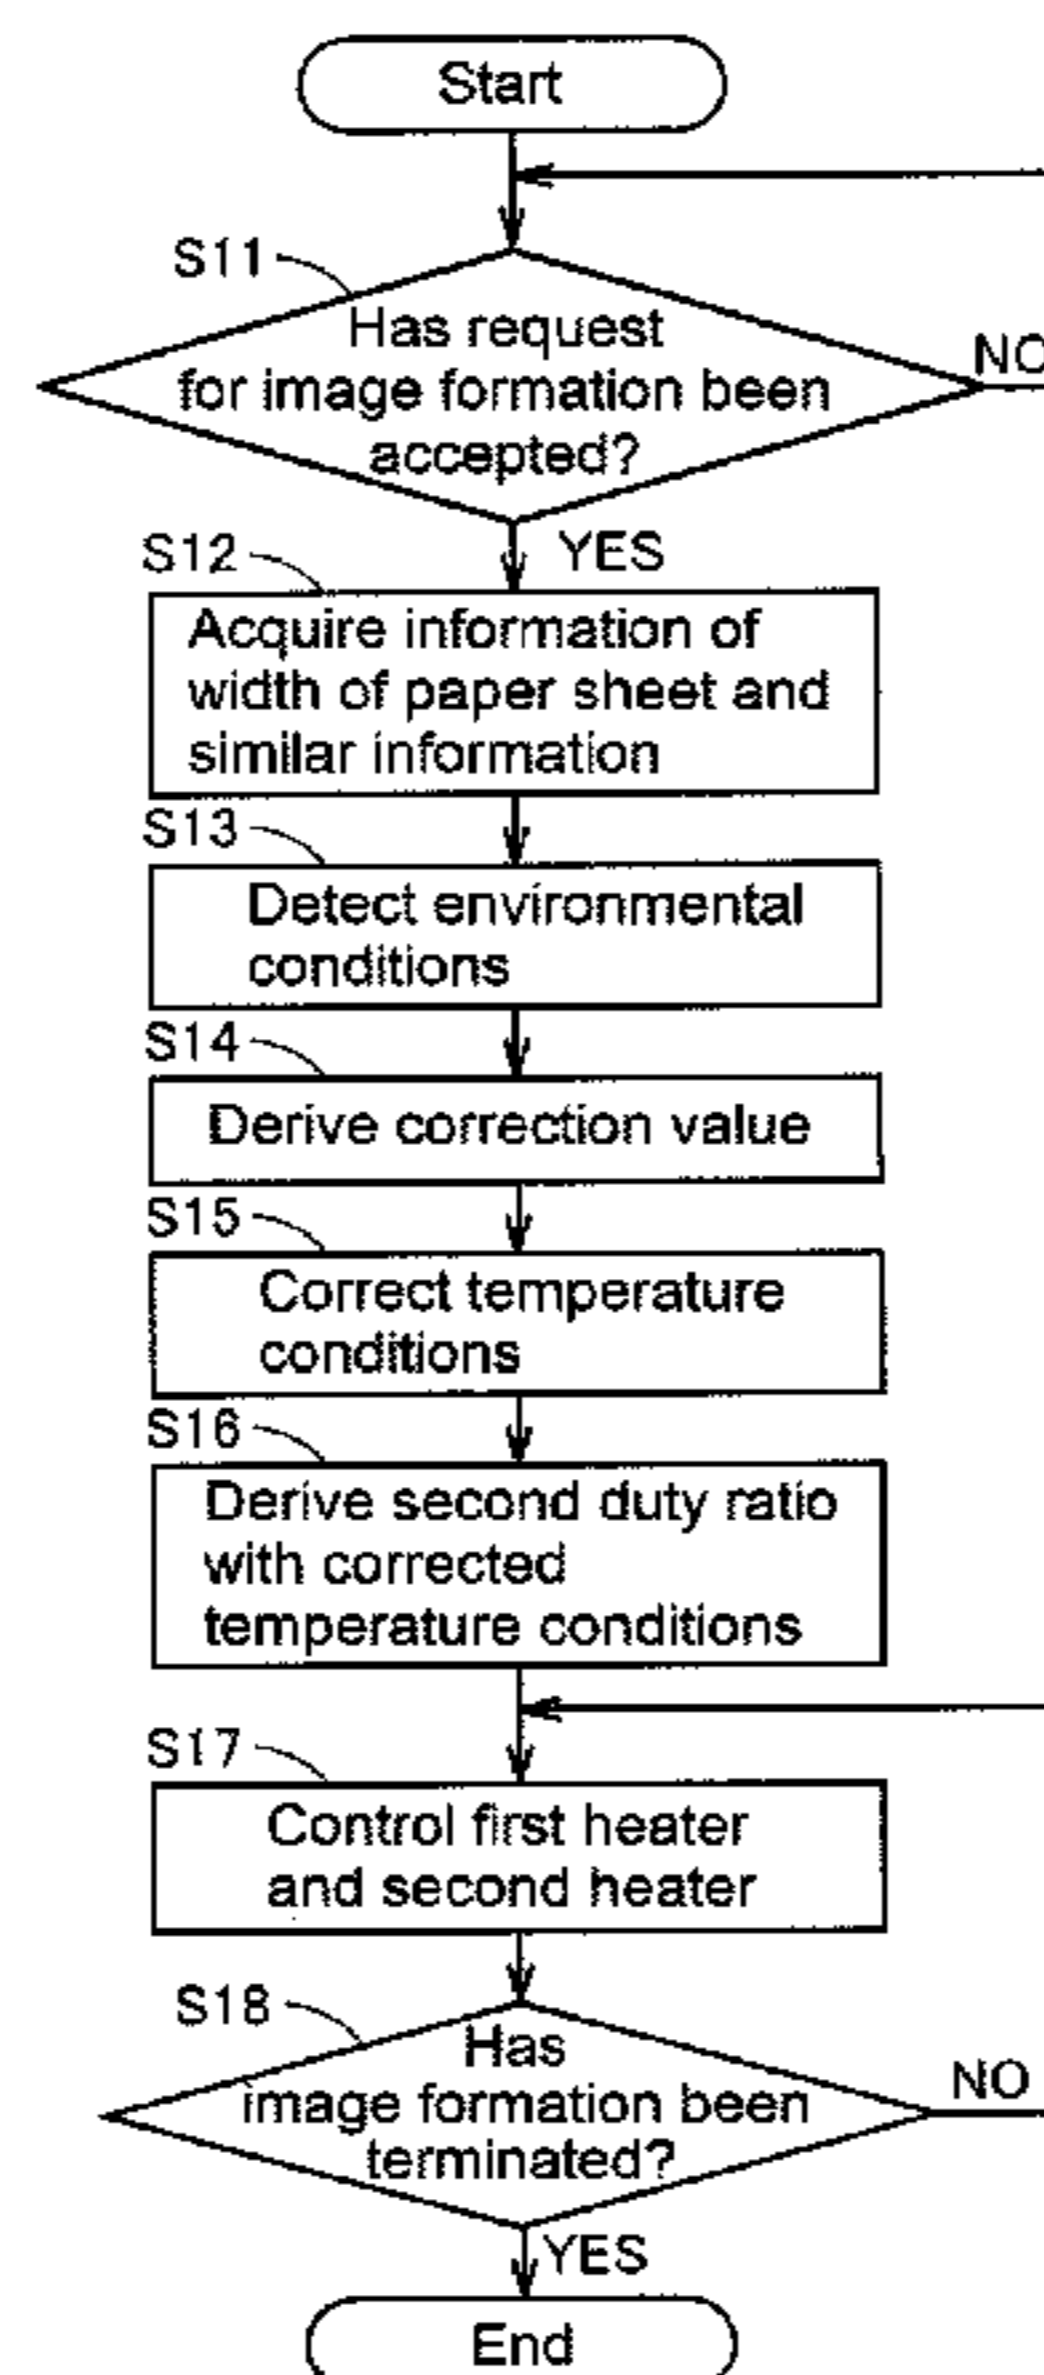 Start
S11
Has request
for image formation been
accepted?
NO
YES
S12
Acquire information of
width of paper sheet and
similar information
S13
Detect environmental
conditions
S14
Derive correction value
S15
Correct temperature
conditions
S16
Derive second duty ratio
with corrected
temperature conditions
S17
Control first heater
and second heater
S18
Has
image formation been
terminated?
NO
YES
End